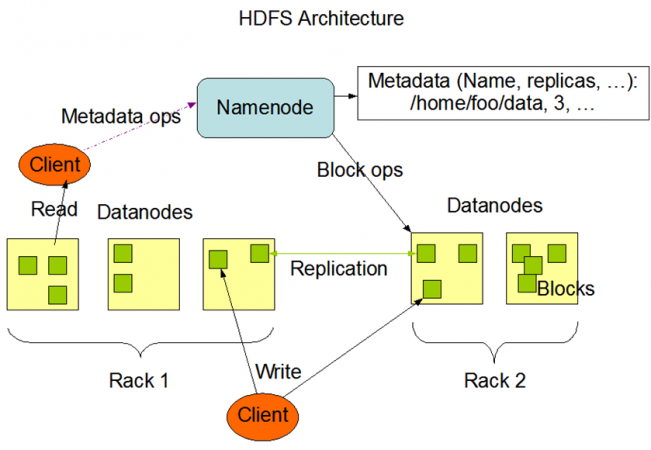 HDFS Architecture
Metadata (Name, replicas, …):
/home/foo/data, 3, …
Namenode
Metadata ops
Client
Block ops
Read
Datanodes
Datanodes
Replication
Blocks
Rack 1
Write
Rack 2
Client